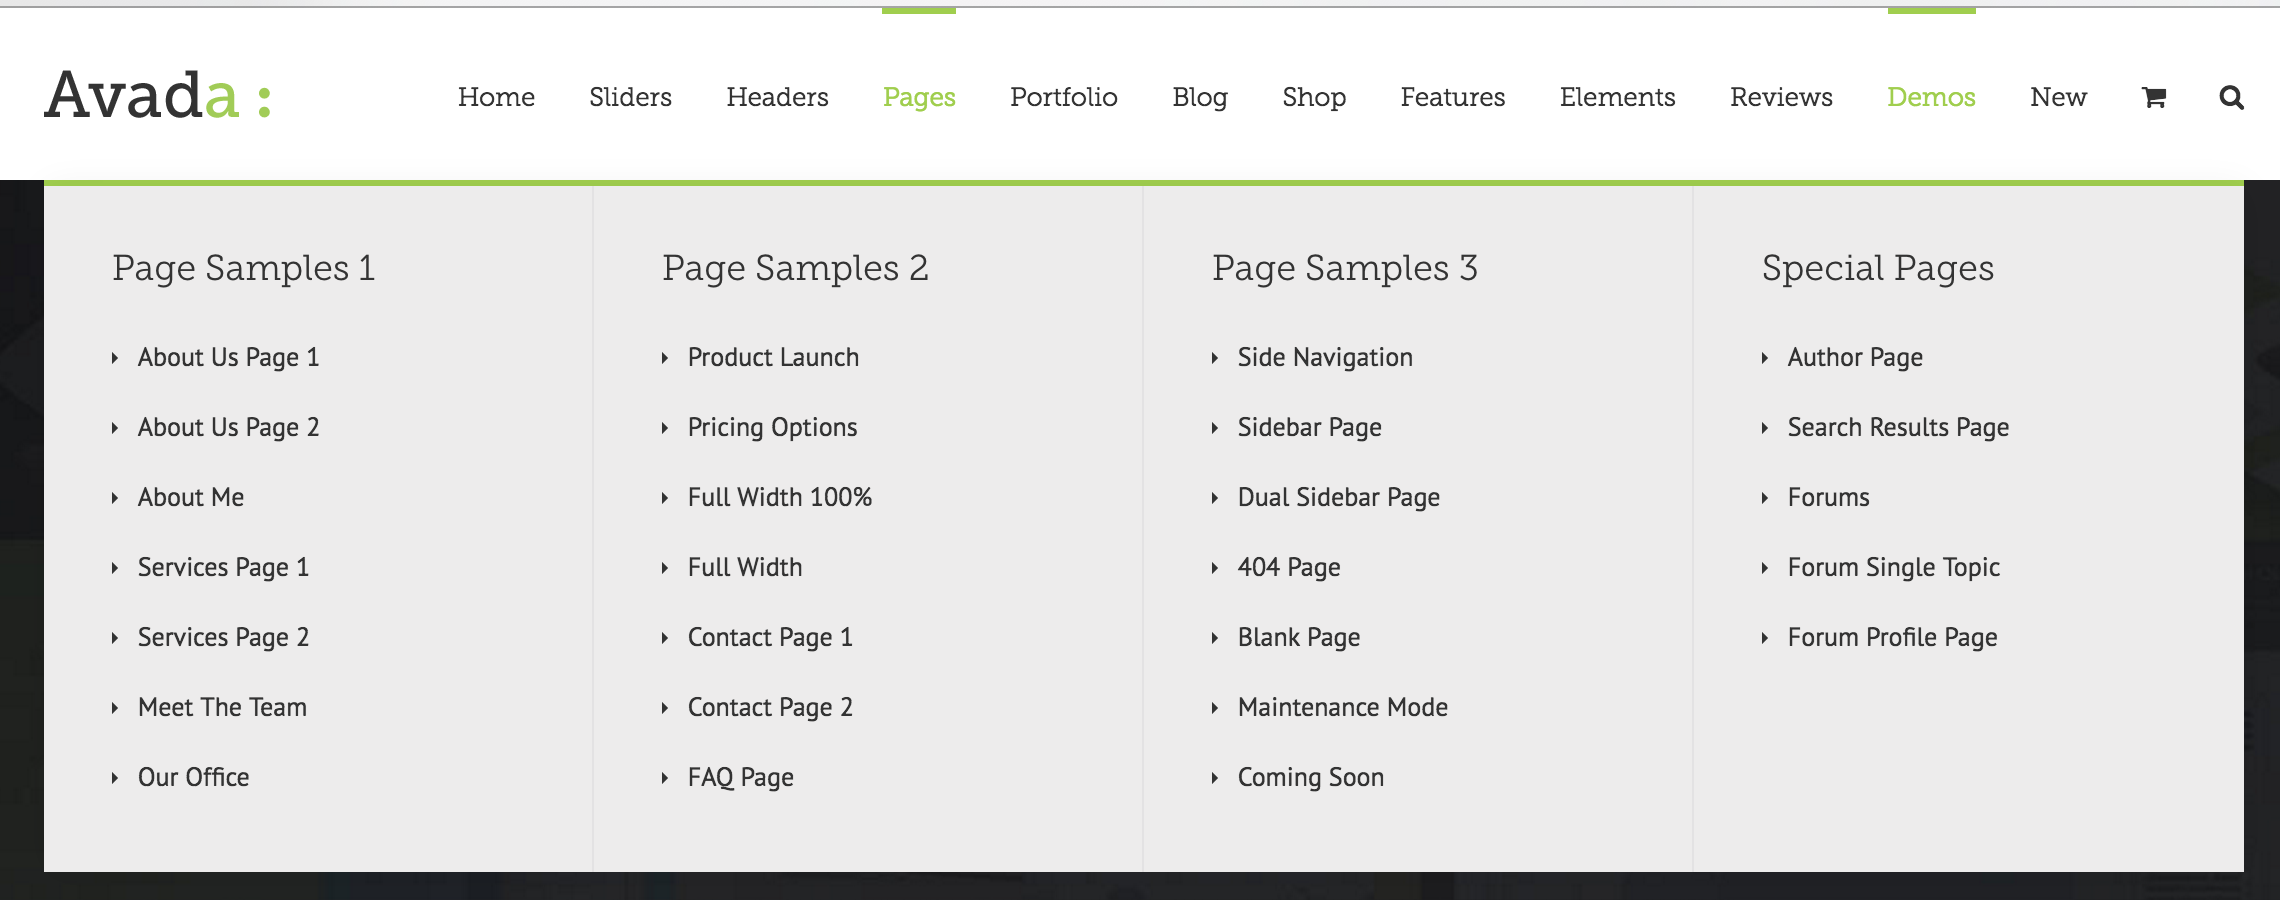 Avada :
Home Sliders Headers Pages Portfolio Blog Shop Features Elements Reviews Demos New
Page Samples 1
About Us Page 1
About Us Page 2
About Me
Services Page 1
Services Page 2
Meet The Team
Our Office
Page Samples 2
Product Launch
Pricing Options
Full Width 100%
Full Width
Contact Page 1
Contact Page 2
FAQ Page
Page Samples 3
Side Navigation
Sidebar Page
Dual Sidebar Page
404 Page
Blank Page
Maintenance Mode
Coming Soon
Special Pages
Author Page
Search Results Page
Forums
Forum Single Topic
Forum Profile Page